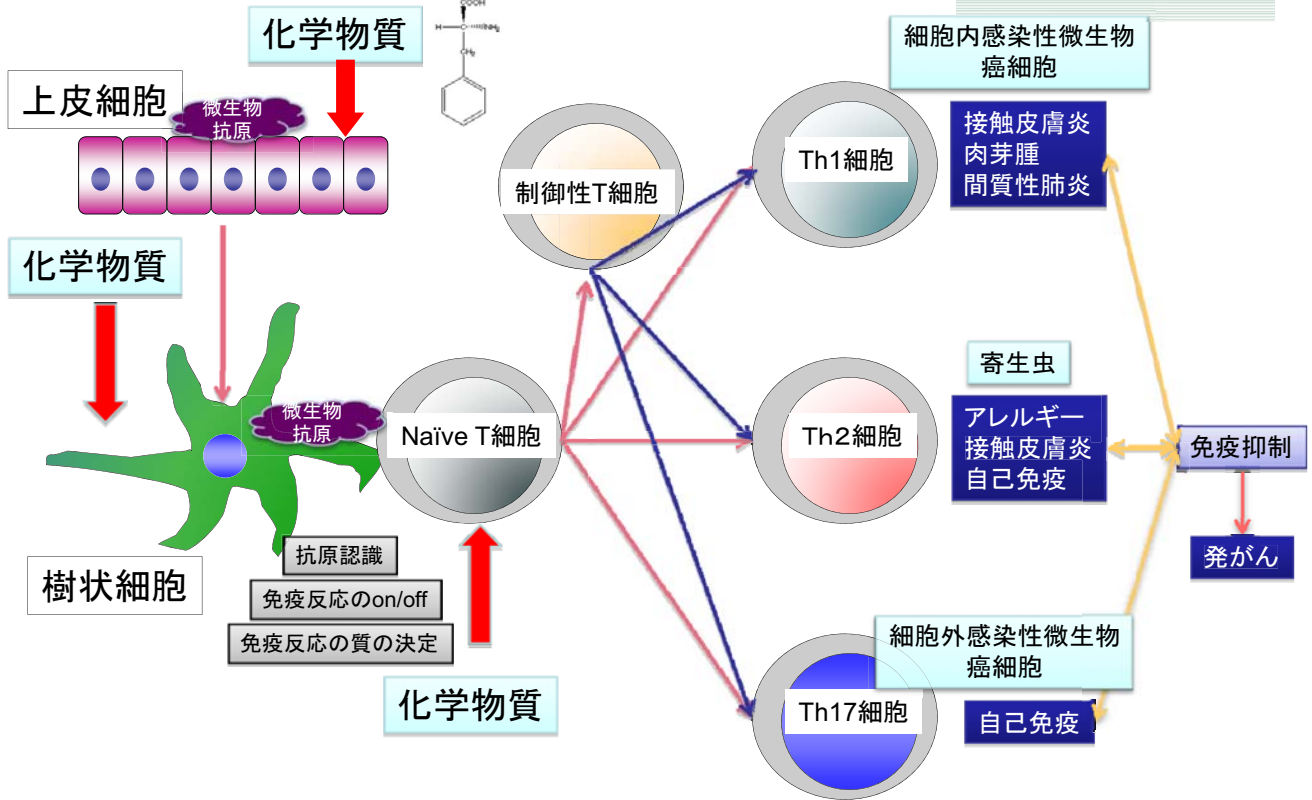 化学物質
COOH
H
C
NH2
CH2
上皮細胞
微生物
抗原
化学物質
微生物
抗原
樹状細胞
抗原認識
免疫反応のon/off
免疫反応の質の決定
化学物質
Naïve T細胞
制御性T細胞
Th1細胞
Th2細胞
Th17細胞
細胞内感染性微生物
癌細胞
接触皮膚炎
肉芽腫
間質性肺炎
寄生虫
アレルギー
接触皮膚炎
自己免疫
免疫抑制
発がん
細胞外感染性微生物
癌細胞
自己免疫